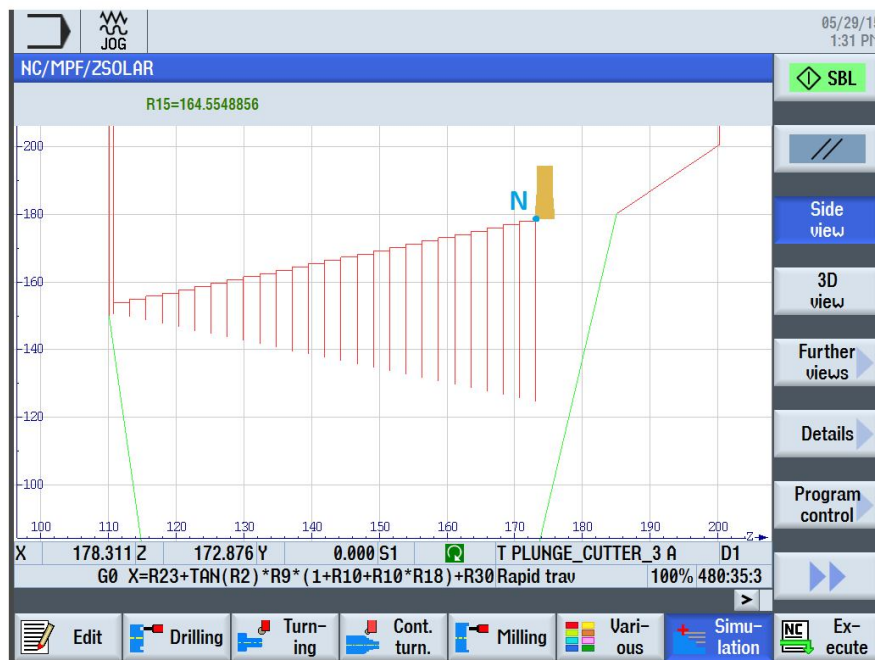 05/29/15
1:31 PM
JOG
NC/MPF/ZSOLAR
SBL
R15=164.5548856
//
-200
-180
-160
-140
-120
-100
N
Side
view
3D
view
Further
views
Details
Program
control
100 110 120 130 140 150 160 170 180 190 200 Z
X 178.311 Z 172.876 Y 0.000 S1 T PLUNGE_CUTTER_3 A D1
G0 X=R23+TAN(R2)*R9*(1+R10+R10*R18)+R30 Rapid trav 100% 480:35:3
>
Edit
Drilling
Turn-
ing
Cont.
turn.
Milling
Vari-
ous
Simu-
lation
NC
Ex-
ecute